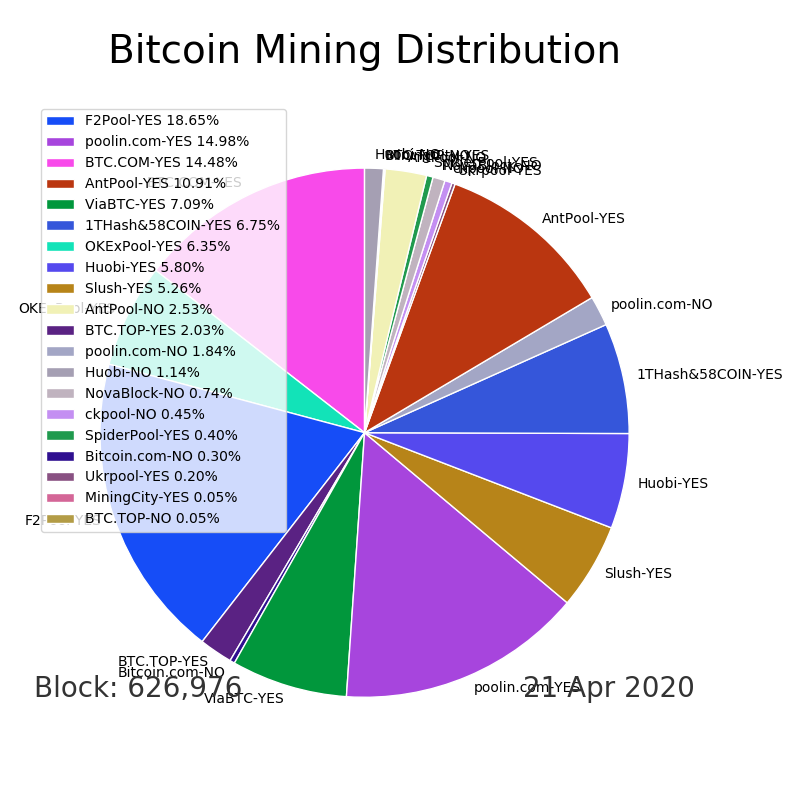 Bitcoin Mining Distribution
F2Pool-YES 18.65%
poolin.com-YES 14.98%
BTC.COM-YES 14.48%
AntPool-YES 10.91%
ViaBTC-YES 7.09%
1THash&58COIN-YES 6.75%
OKExPool-YES 6.35%
Huobi-YES 5.80%
Slush-YES 5.26%
AntPool-NO 2.53%
BTC.TOP-YES 2.03%
poolin.com-NO 1.84%
Huobi-NO 1.14%
NovaBlock-NO 0.74%
ckpool-NO 0.45%
SpiderPool-YES 0.40%
Bitcoin.com-NO 0.30%
Ukrpool-YES 0.20%
MiningCity-YES 0.05%
BTC.TOP-NO 0.05%
Ukrpool-YES
AntPool-YES
poolin.com-NO
1THash&58COIN-YES
Huobi-YES
Slush-YES
poolin.com-YES
ViaBTC-YES
Bitcoin.com-NO
BTC.TOP-YES
Block: 626,976
21 Apr 2020